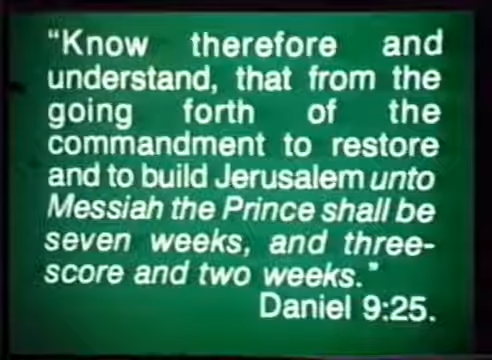 “Know therefore and
understand, that from the
going forth of the
commandment to restore
and to build Jerusalem unto
Messiah the Prince shall be
seven weeks, and three-
score and two weeks."
Daniel 9:25.